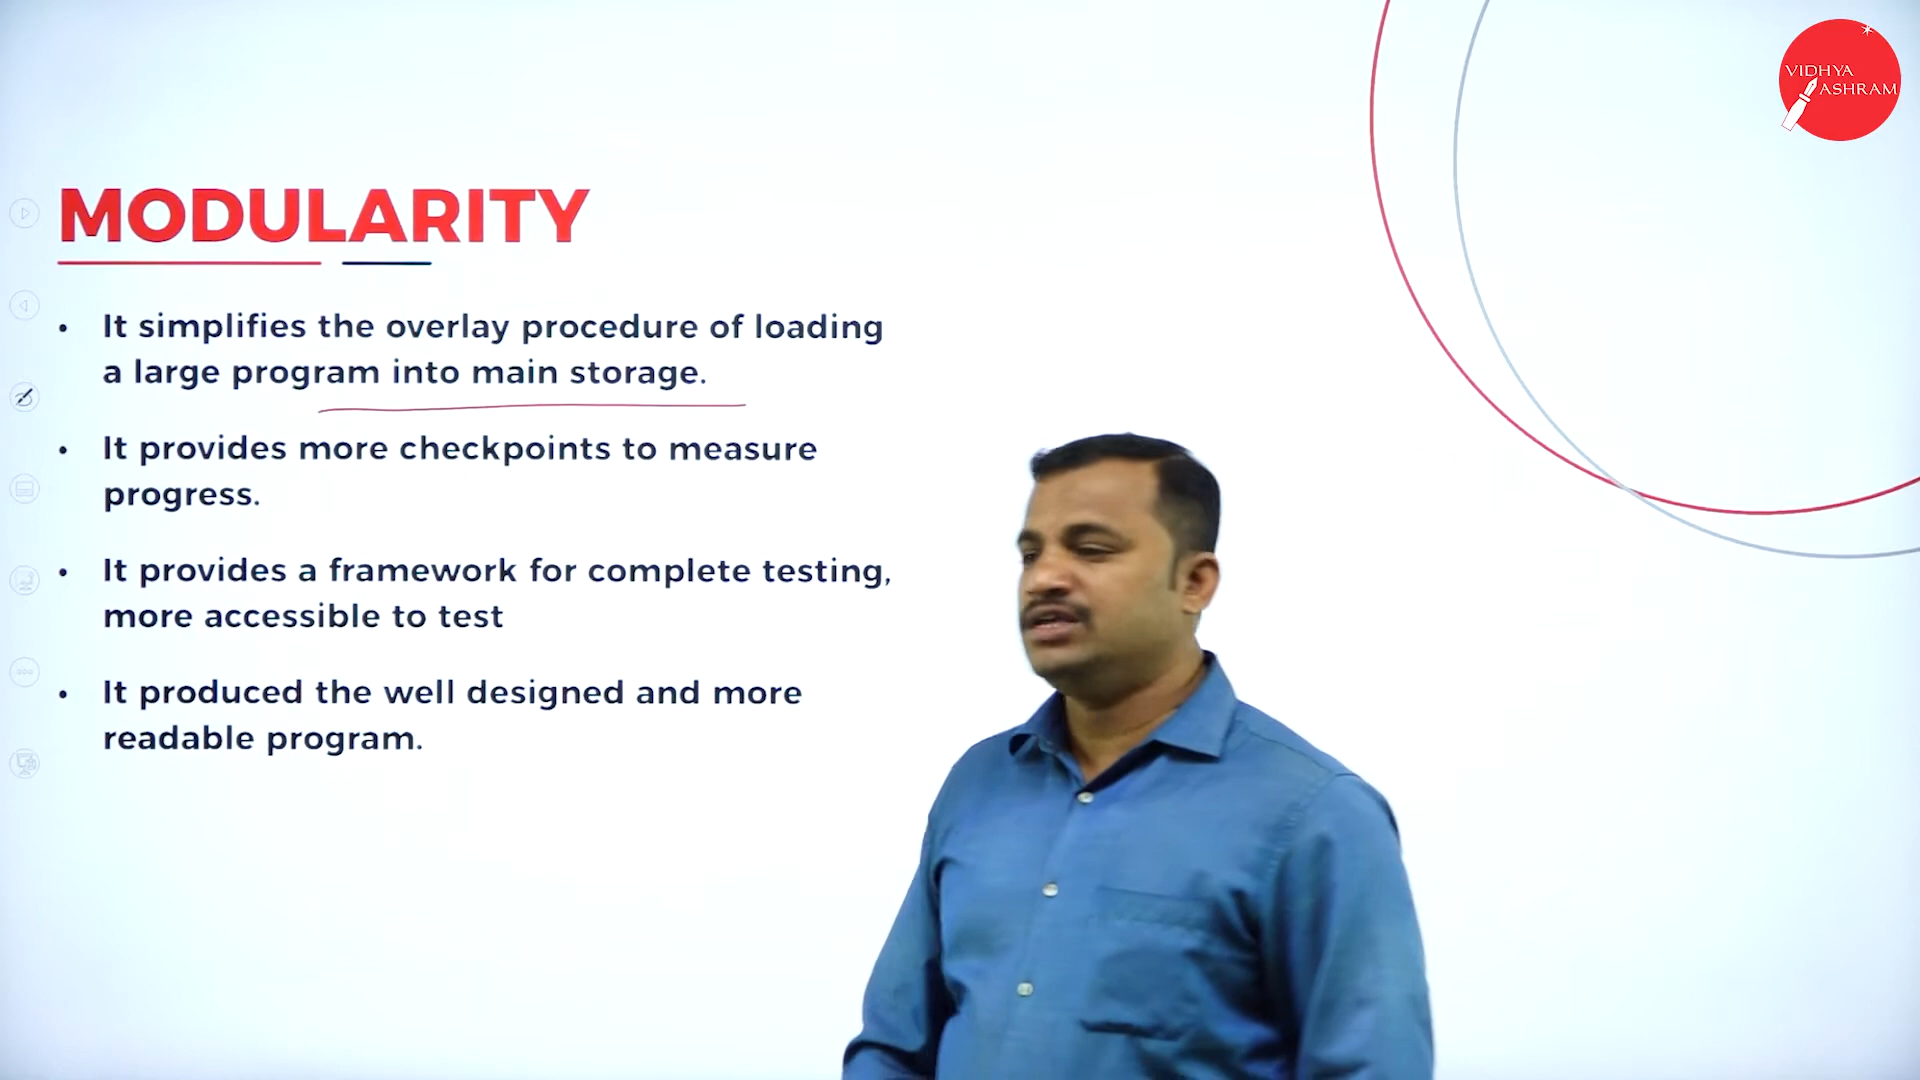 VIDHYA
ASHRAM
MODULARITY
• It simplifies the overlay procedure of loading
a large program into main storage.
• It provides more checkpoints to measure
progress.
• It provides a framework for complete testing,
more accessible to test
• It produced the well designed and more
readable program.